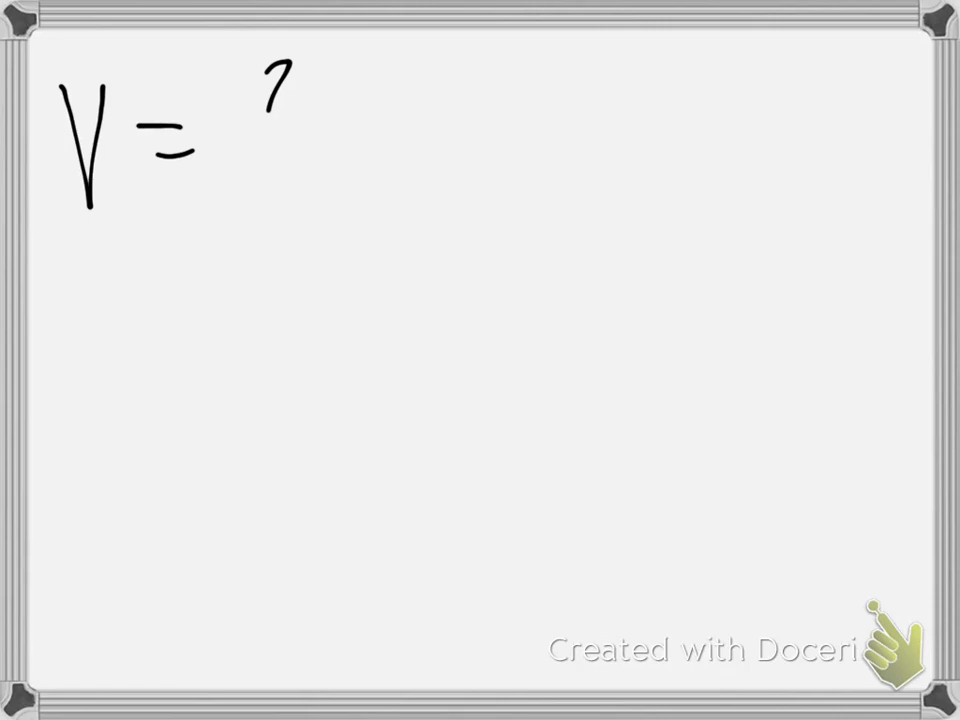 V =
Created with Doceri